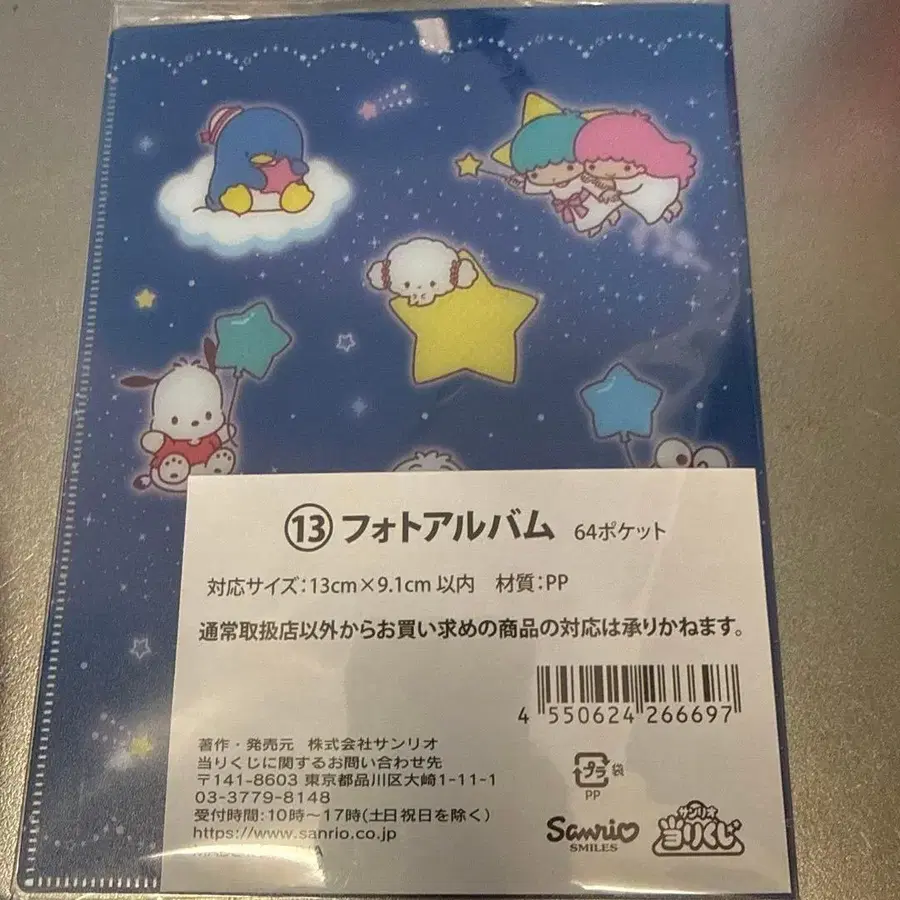 ⑬ フォトアルバム 64ポケット
対応サイズ：13cm×9.1cm 以内　材質：PP
通常取扱店以外からお買い求めの商品の対応は承りかねます。
4 550624 266697
著作・発売元　株式会社サンリオ
当りくじに関するお問い合わせ先
〒141-8603 東京都品川区大崎1-11-1
03-3779-8148
受付時間：10時～17時(土日祝日を除く)
https://www.sanrio.co.jp
プラ 袋
PP
Sanrio
SMILES
サンリオ
当りくじ